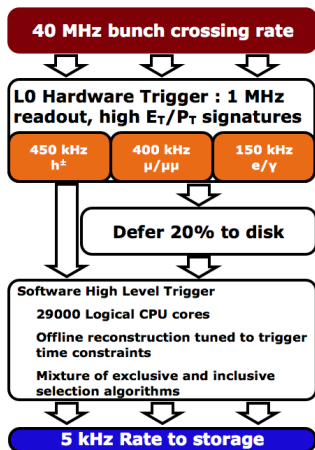 40 MHz bunch crossing rate
L0 Hardware Trigger : 1 MHz
readout, high E_T/P_T signatures
450 kHz
h±
400 kHz
μ/μμ
150 kHz
e/γ
Defer 20% to disk
Software High Level Trigger
29000 Logical CPU cores
Offline reconstruction tuned to trigger
time constraints
Mixture of exclusive and inclusive
selection algorithms
5 kHz Rate to storage